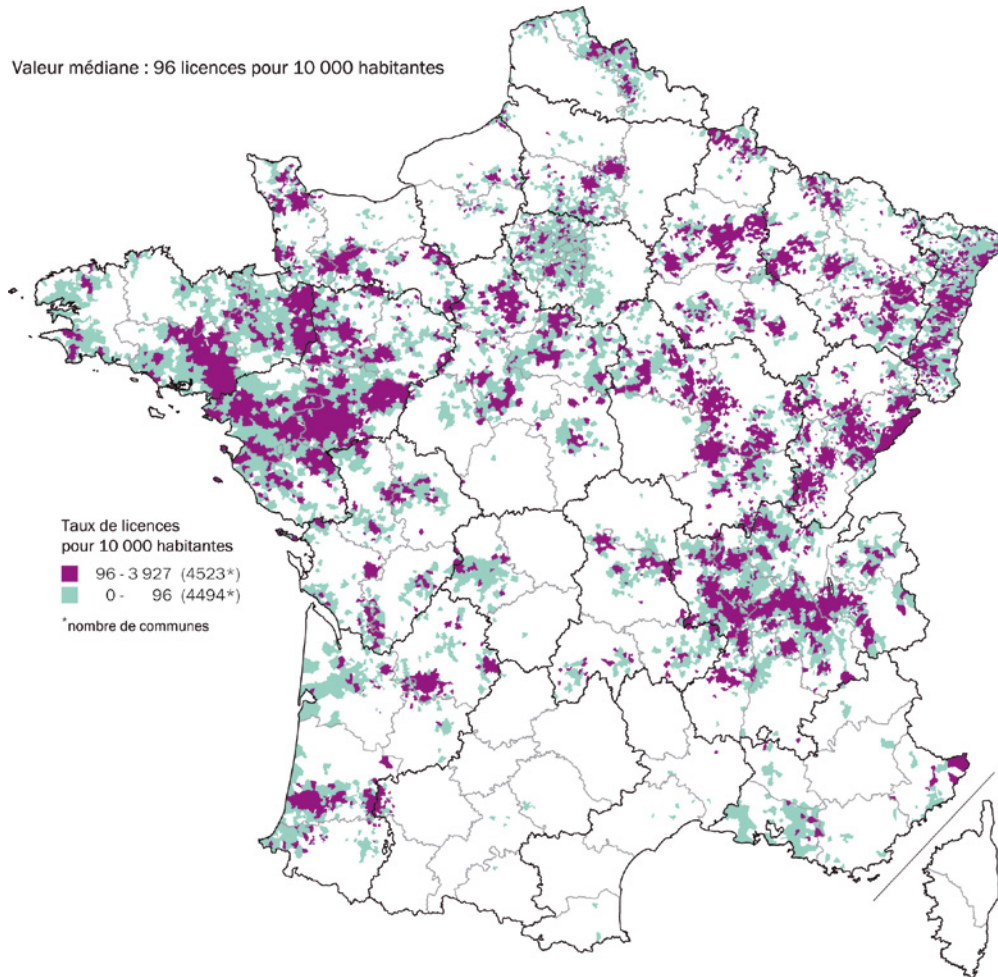 Valeur médiane : 96 licences pour 10 000 habitantes
Taux de licences
pour 10 000 habitantes
96 - 3 927 (4523*)
0 - 96 (4494*)
*nombre de communes